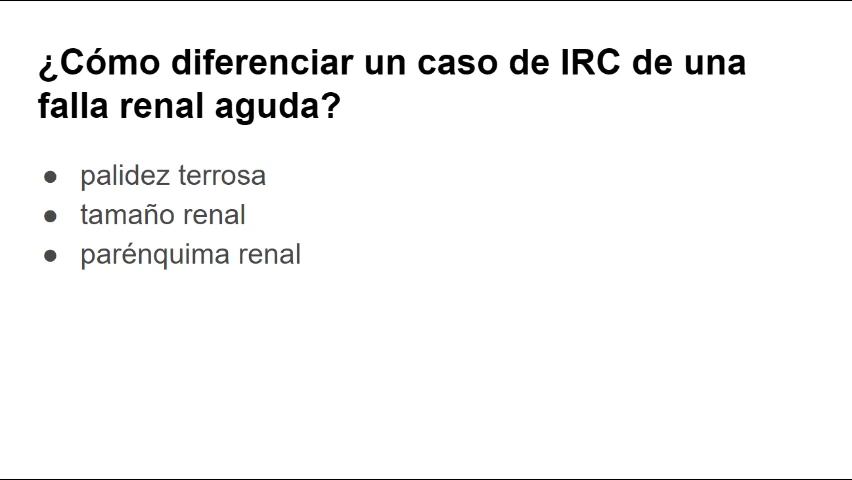 ¿Cómo diferenciar un caso de IRC de una
falla renal aguda?
● palidez terrosa
● tamaño renal
● parénquima renal